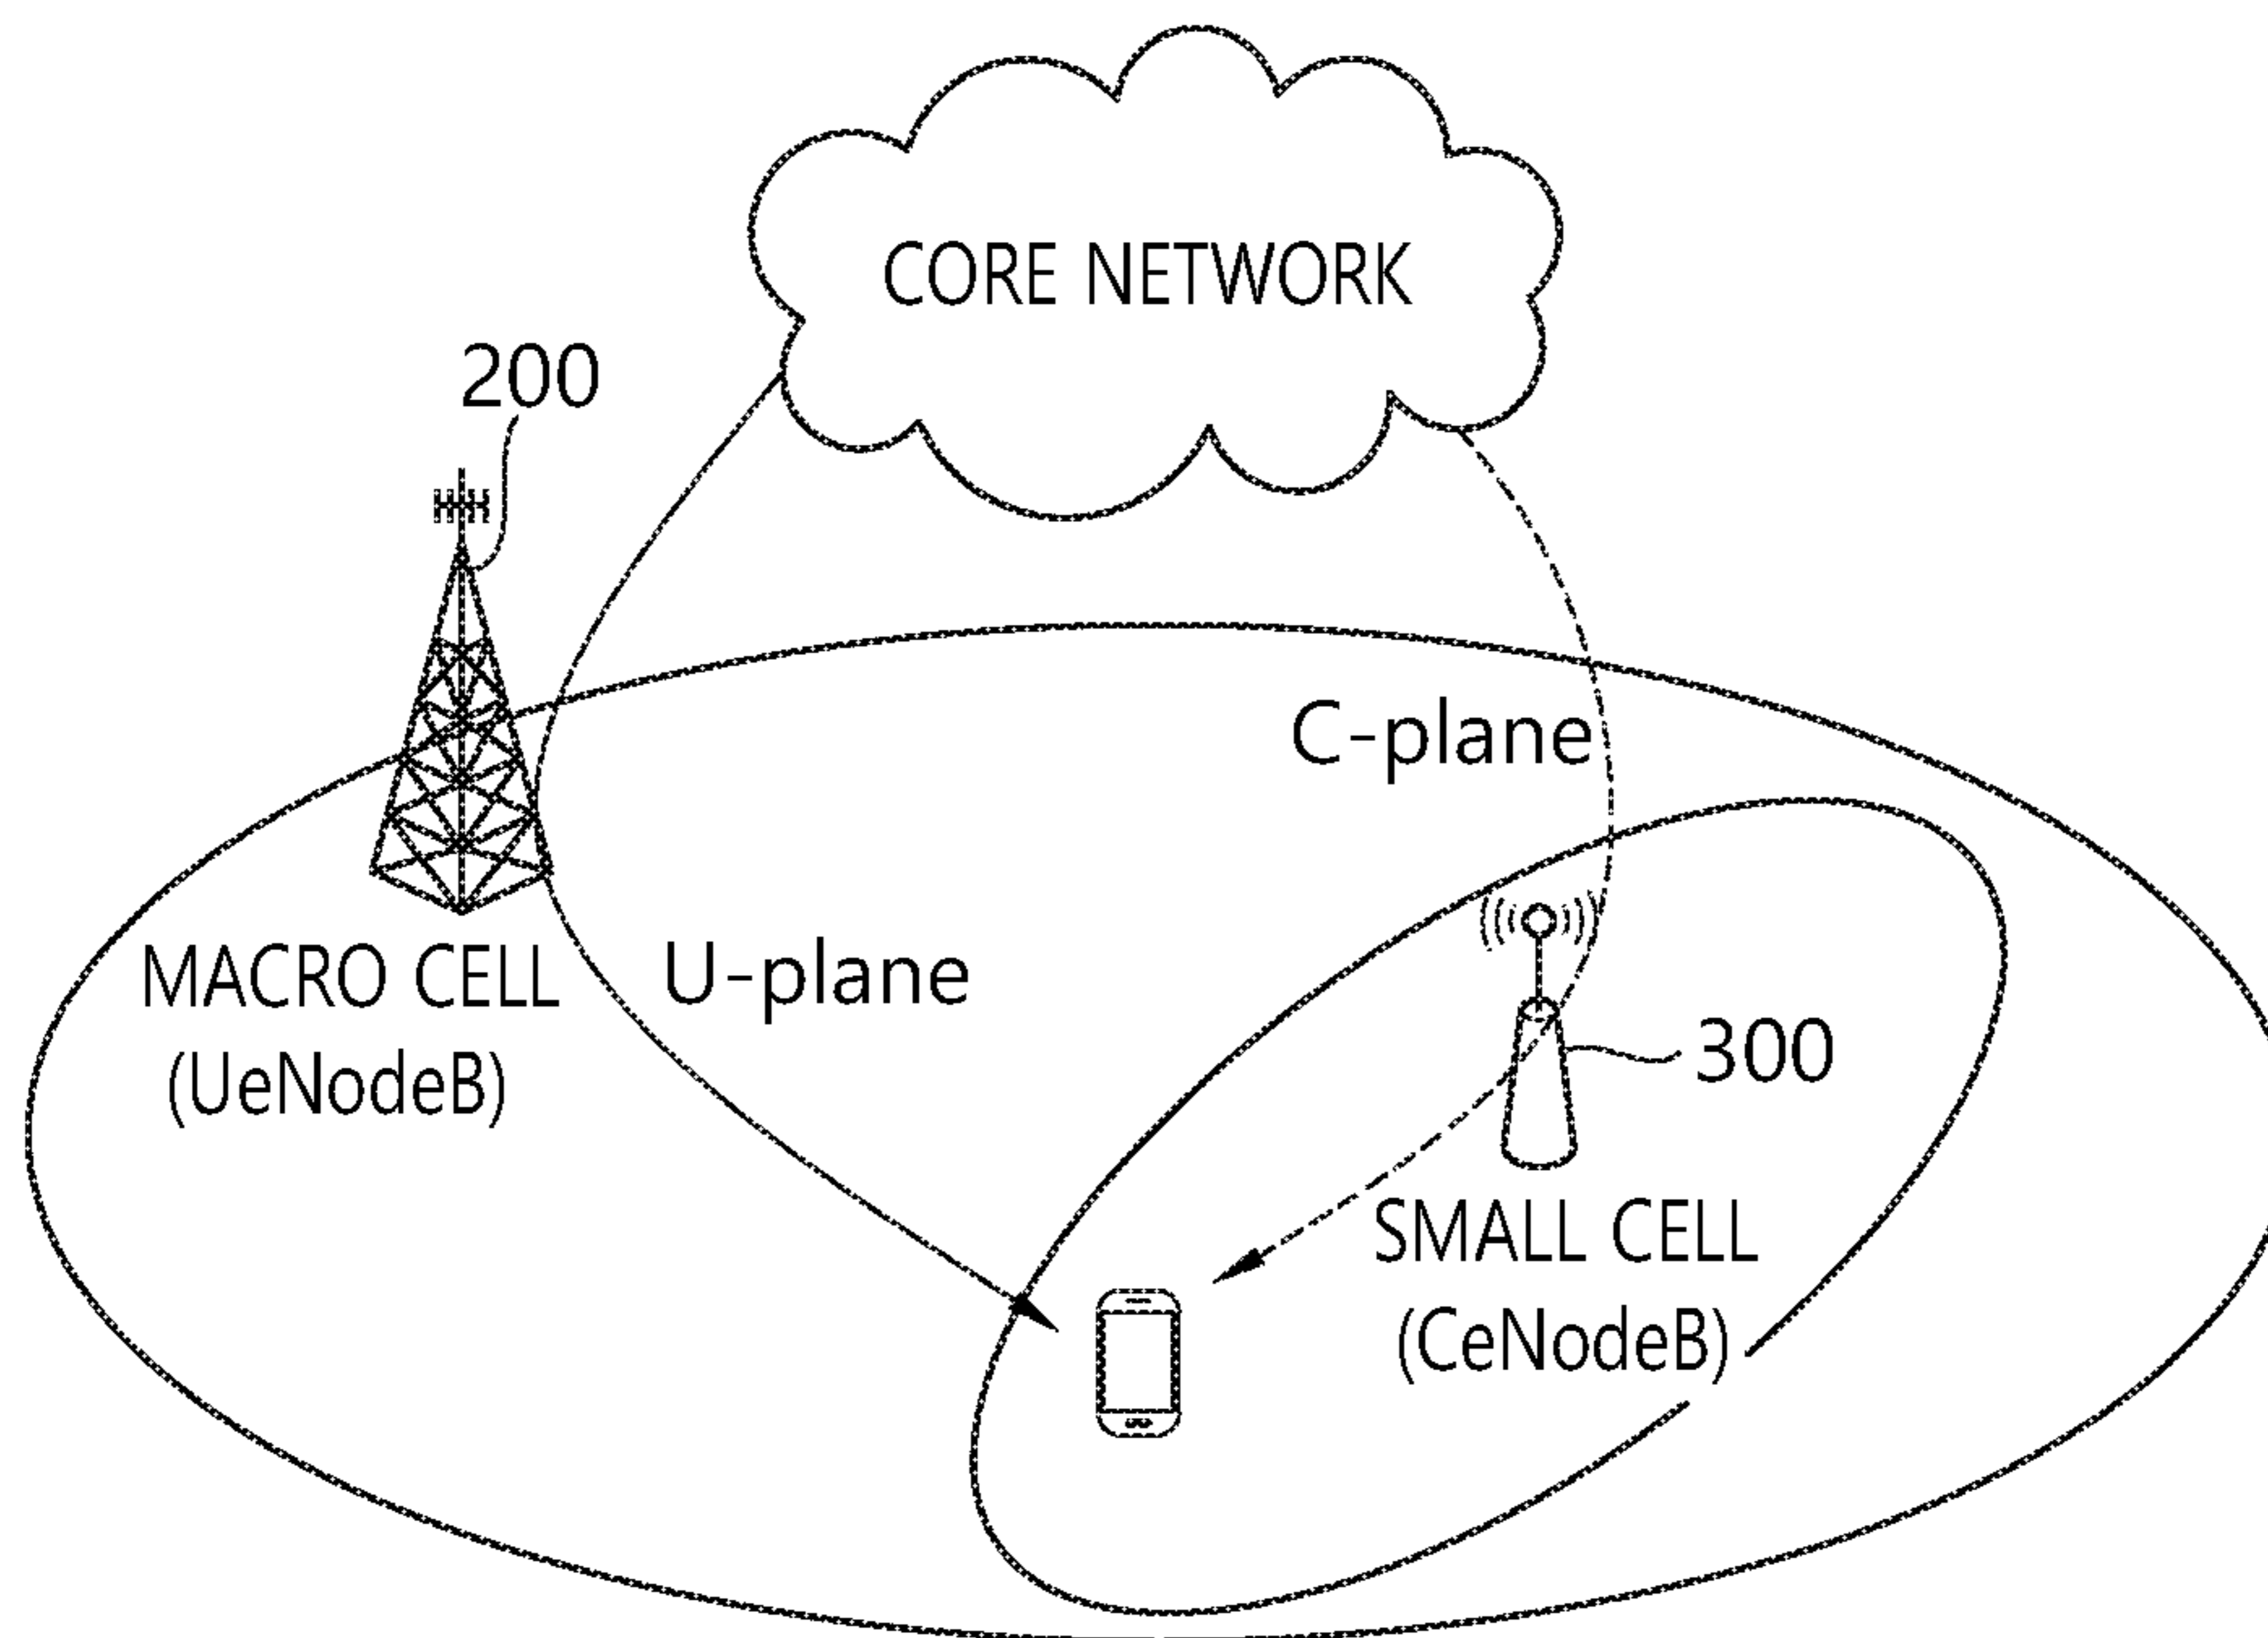 CORE NETWORK
200
C-plane
U-plane
MACRO CELL
(UeNodeB)
300
SMALL CELL
(CeNodeB)